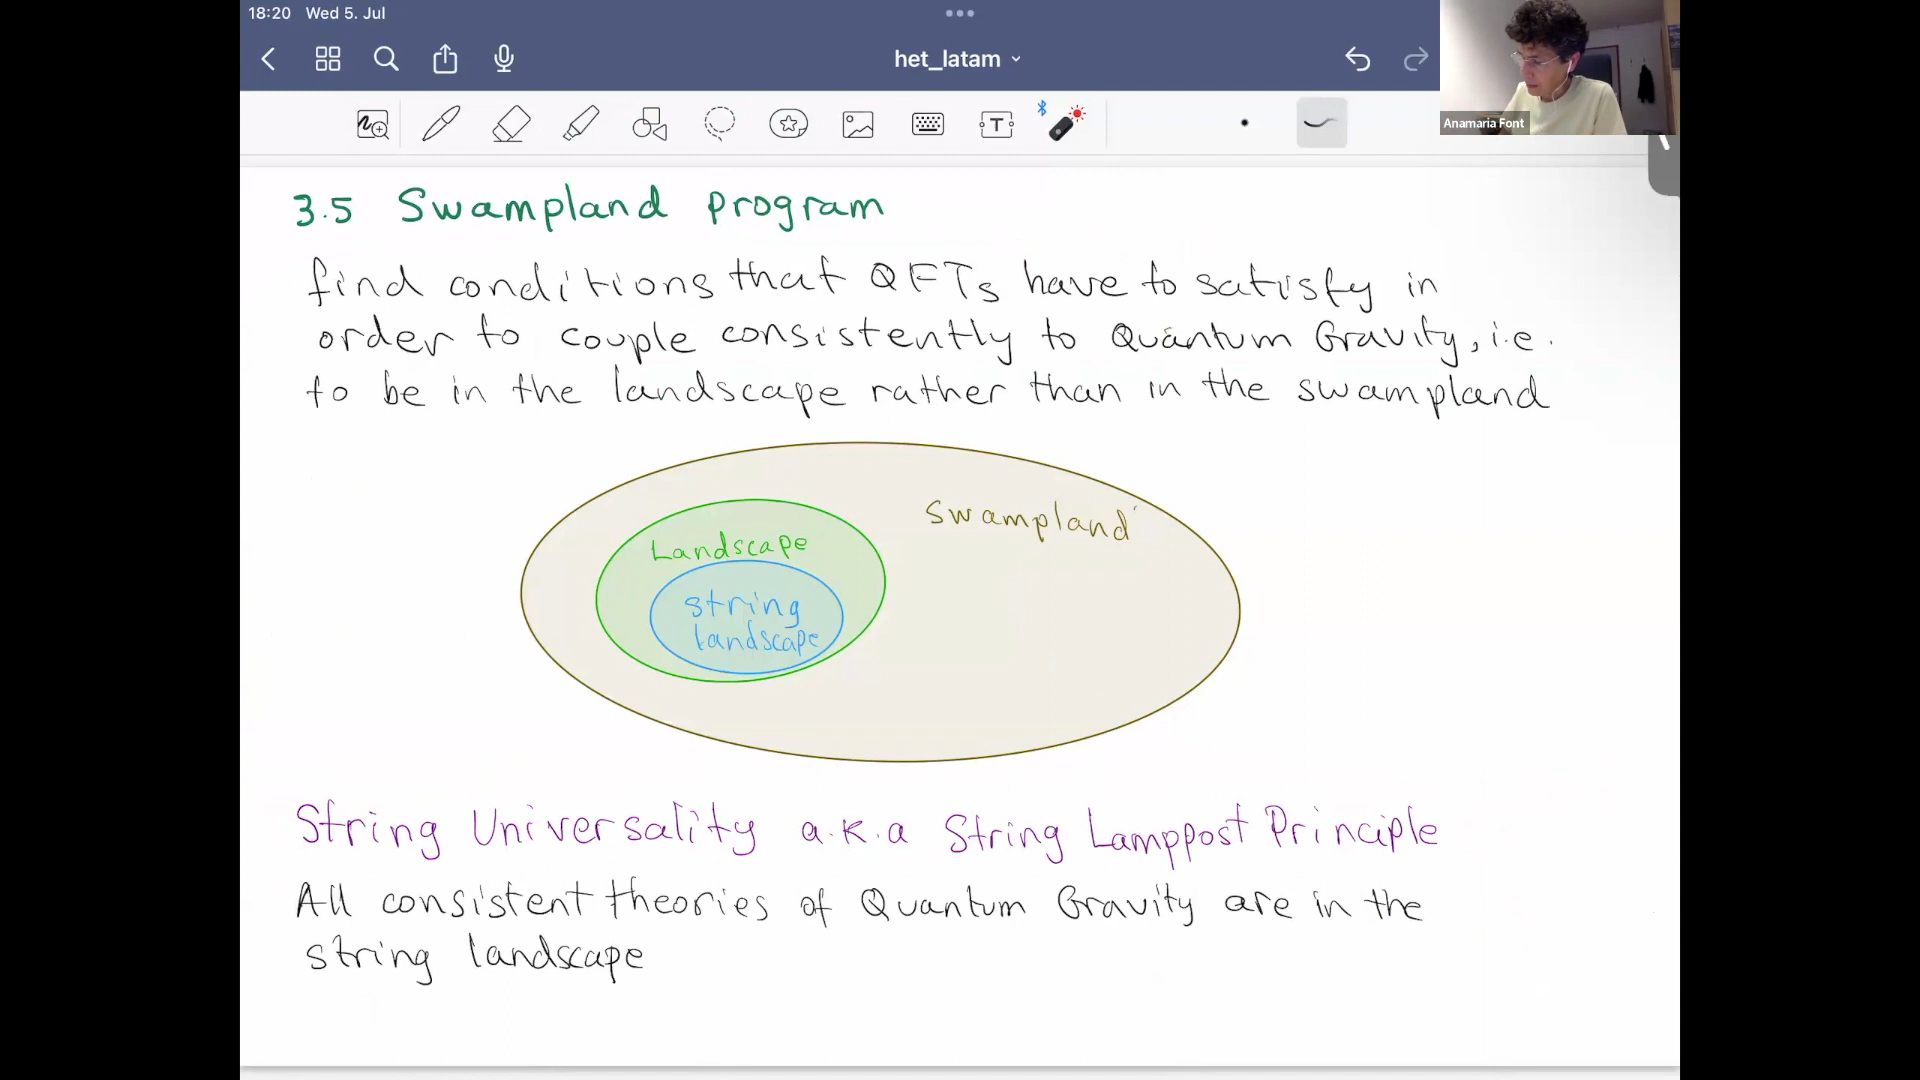 18:20 Wed 5. Jul
het_latam
T
Anamaria Font
3.5 Swampland program
find conditions that QFTs have to satisfy in
order to couple consistently to Quantum Gravity, i.e.
to be in the landscape rather than in the swampland
Swampland
Landscape
string
landscape
String Universality a.k.a String Lamppost Principle
All consistent theories of Quantum Gravity are in the
string landscape